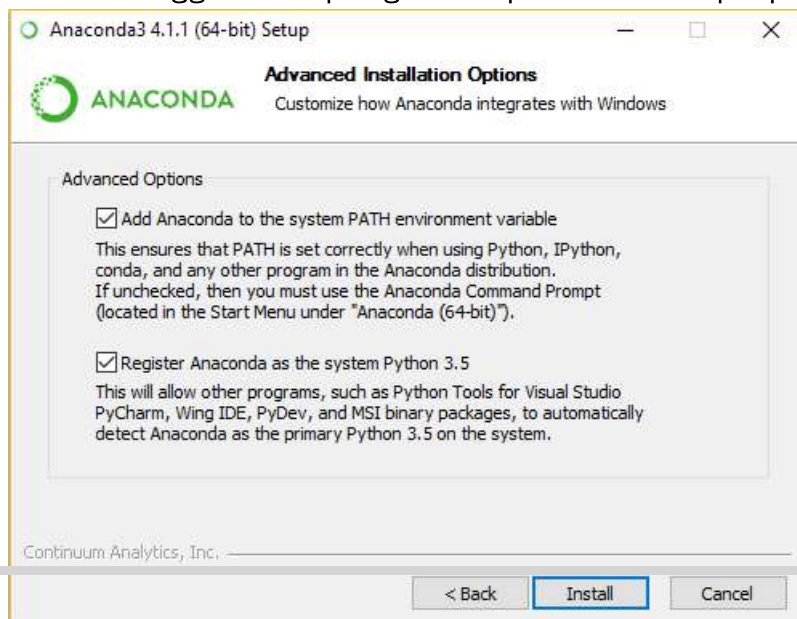 Anaconda3 4.1.1 (64-bit) Setup
ANACONDA
Advanced Installation Options
Customize how Anaconda integrates with Windows
Advanced Options
Add Anaconda to the system PATH environment variable
This ensures that PATH is set correctly when using Python, IPython,
conda, and any other program in the Anaconda distribution.
If unchecked, then you must use the Anaconda Command Prompt
(located in the Start Menu under "Anaconda (64-bit)").
Register Anaconda as the system Python 3.5
This will allow other programs, such as Python Tools for Visual Studio
PyCharm, Wing IDE, PyDev, and MSI binary packages, to automatically
detect Anaconda as the primary Python 3.5 on the system.
Continuum Analytics, Inc.
< Back Install Cancel